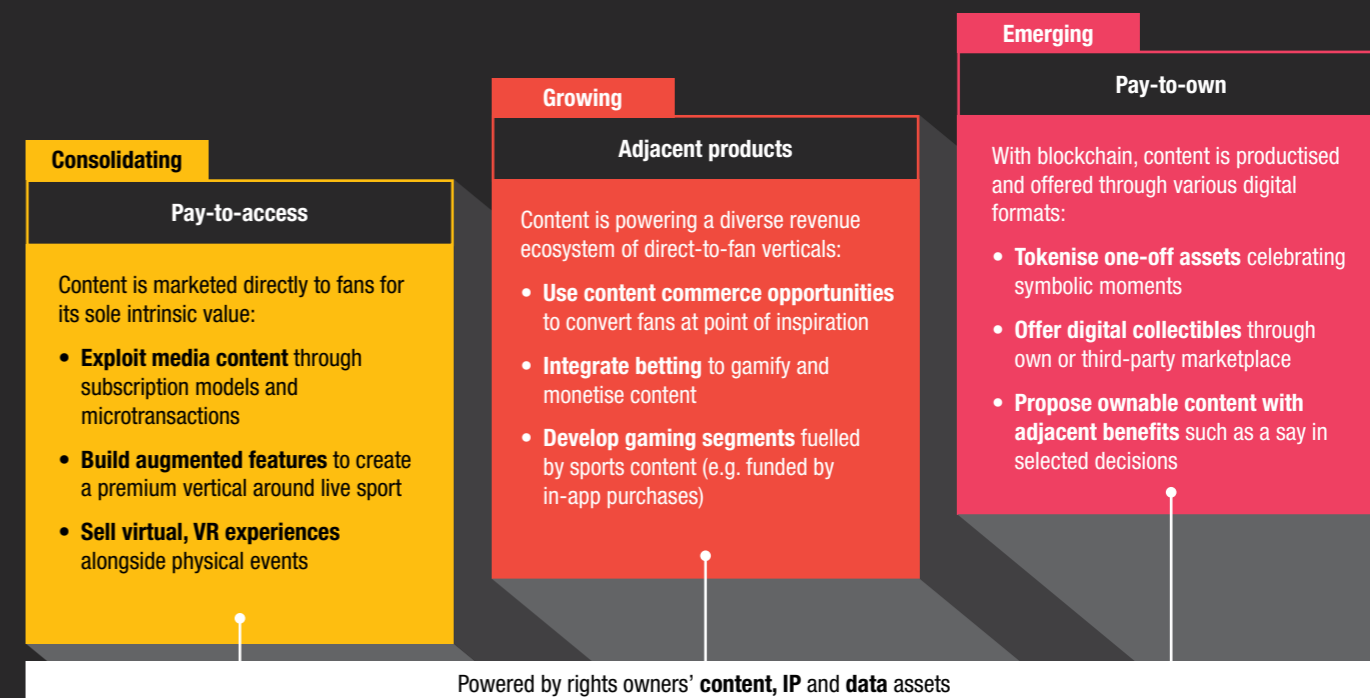 Consolidating
Pay-to-access
Content is marketed directly to fans for
its sole intrinsic value:
• Exploit media content through
subscription models and
microtransactions
• Build augmented features to create
a premium vertical around live sport
• Sell virtual, VR experiences
alongside physical events
Growing
Adjacent products
Content is powering a diverse revenue
ecosystem of direct-to-fan verticals:
• Use content commerce opportunities
to convert fans at point of inspiration
• Integrate betting to gamify and
monetise content
• Develop gaming segments fuelled
by sports content (e.g. funded by
in-app purchases)
Emerging
Pay-to-own
With blockchain, content is productised
and offered through various digital
formats:
• Tokenise one-off assets celebrating
symbolic moments
• Offer digital collectibles through
own or third-party marketplace
• Propose ownable content with
adjacent benefits such as a say in
selected decisions
Powered by rights owners’ content, IP and data assets